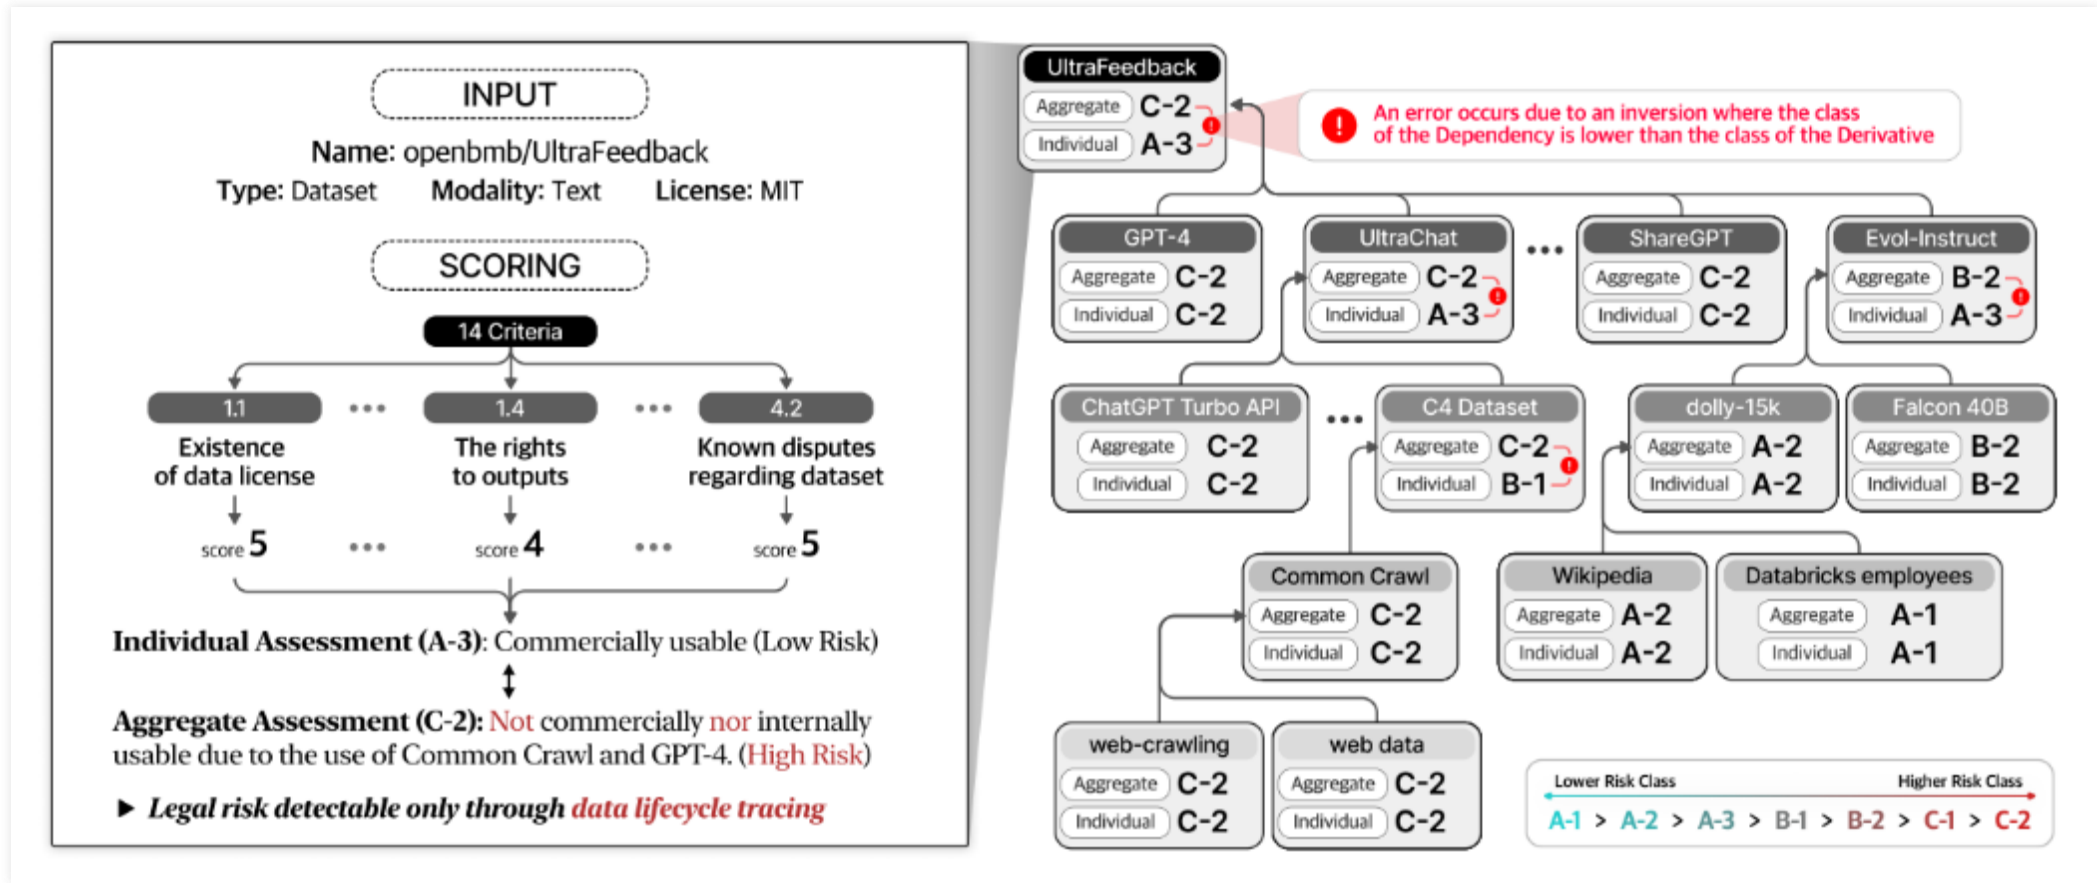 INPUT
Name: openbmb/UltraFeedback
Type: Dataset Modality: Text License: MIT
SCORING
14 Criteria
1.1 ••• 1.4 ••• 4.2
Existence
of data license
The rights
to outputs
Known disputes
regarding dataset
score 5 ••• score 4 ••• score 5
Individual Assessment (A-3): Commercially usable (Low Risk)
Aggregate Assessment (C-2): Not commercially nor internally
usable due to the use of Common Crawl and GPT-4. (High Risk)
► Legal risk detectable only through data lifecycle tracing
UltraFeedback
Aggregate C-2
Individual A-3
!
! An error occurs due to an inversion where the class
of the Dependency is lower than the class of the Derivative
GPT-4
Aggregate C-2
Individual C-2
UltraChat
Aggregate C-2
Individual A-3
!
•••
ShareGPT
Aggregate C-2
Individual C-2
Evol-Instruct
Aggregate B-2
Individual A-3
!
ChatGPT Turbo API
Aggregate C-2
Individual C-2
•••
C4 Dataset
Aggregate C-2
Individual B-1
!
dolly-15k
Aggregate A-2
Individual A-2
Falcon 40B
Aggregate B-2
Individual B-2
Common Crawl
Aggregate C-2
Individual C-2
Wikipedia
Aggregate A-2
Individual A-2
Databricks employees
Aggregate A-1
Individual A-1
web-crawling
Aggregate C-2
Individual C-2
web data
Aggregate C-2
Individual C-2
Lower Risk Class Higher Risk Class
A-1 > A-2 > A-3 > B-1 > B-2 > C-1 > C-2